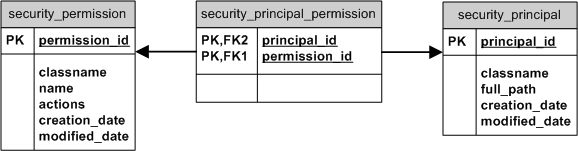 security_permission
PK permission_id
classname
name
actions
creation_date
modified_date
security_principal_permission
PK,FK2 principal_id
PK,FK1 permission_id
security_principal
PK principal_id
classname
full_path
creation_date
modified_date